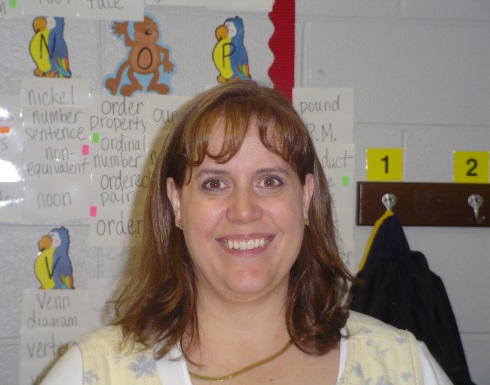 face
N
O
P
nickel
number
sentence
non-
equivalent
noon
order
property
ordinal
number
ordered
pair
order
pound
P.M.
1
2
V
Venn
diagram